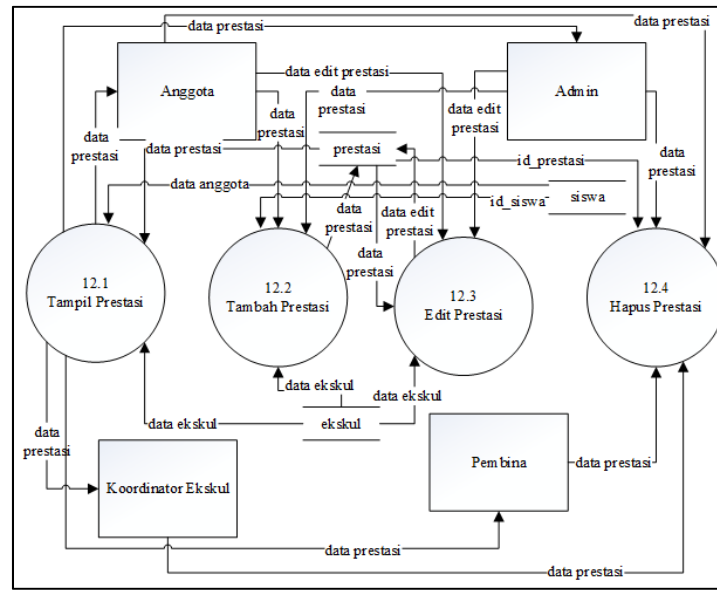 data prestasi
data prestasi
Anggota
Admin
data edit prestasi
data
prestasi
data
prestasi
data edit
prestasi
data
prestasi
data
prestasi
data prestasi
prestasi
id_prestasi
data anggota
siswa
id_siswa
data
prestasi
data edit
prestasi
data
prestasi
12.1
Tampil Prestasi
12.2
Tambah Prestasi
12.3
Edit Prestasi
12.4
Hapus Prestasi
data ekskul
data ekskul
data ekskul
ekskul
data
prestasi
Koordinator Ekskul
Pembina
data prestasi
data prestasi
data prestasi